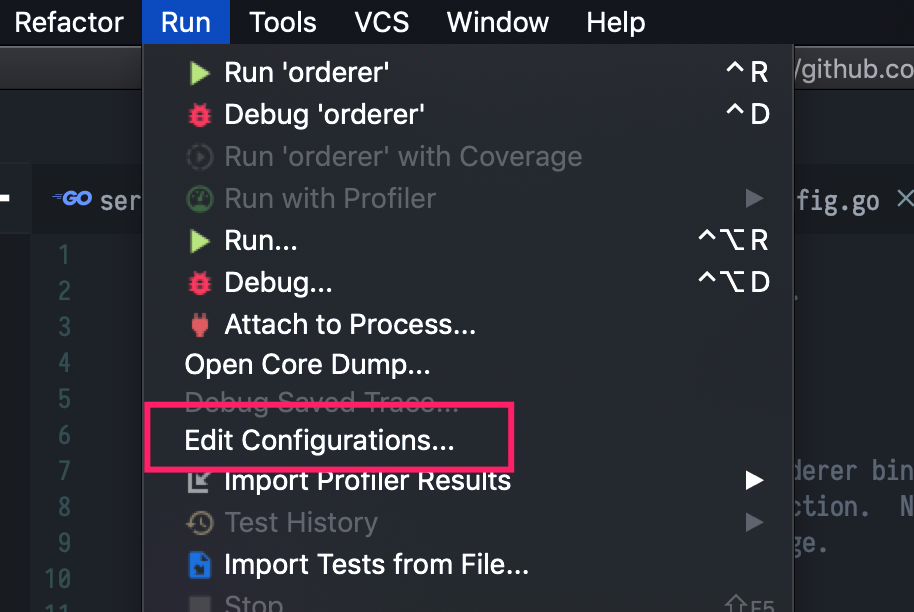 Refactor Run Tools VCS Window Help
Run 'orderer' ^ R
/github.co
Debug 'orderer' ^ D
Run 'orderer' with Coverage
Run with Profiler
GO ser
fig.go ×
Run... ^⌥R
Debug... ^⌥D
Attach to Process...
Open Core Dump...
Debug Saved Trace...
Edit Configurations...
Import Profiler Results
Test History
Import Tests from File...
Stop ⇧F5
1
2
3
4
5
6
7 derer bin
8 ction. N
9 ge.
10
11